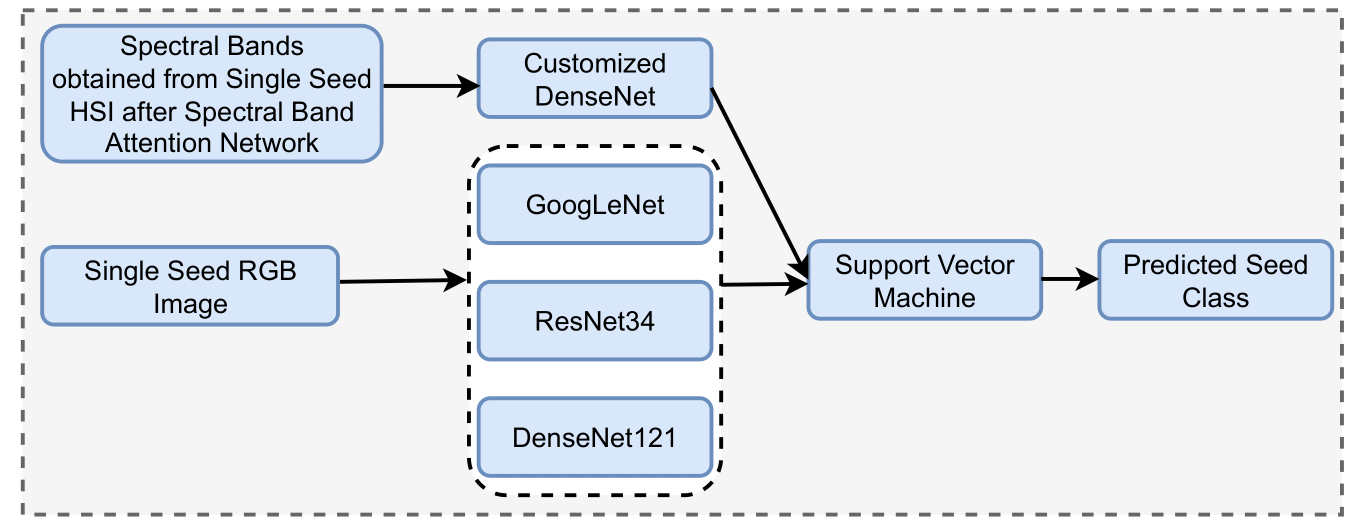 Spectral Bands
obtained from Single Seed
HSI after Spectral Band
Attention Network
Customized
DenseNet
GoogLeNet
Single Seed RGB
Image
ResNet34
DenseNet121
Support Vector
Machine
Predicted Seed
Class